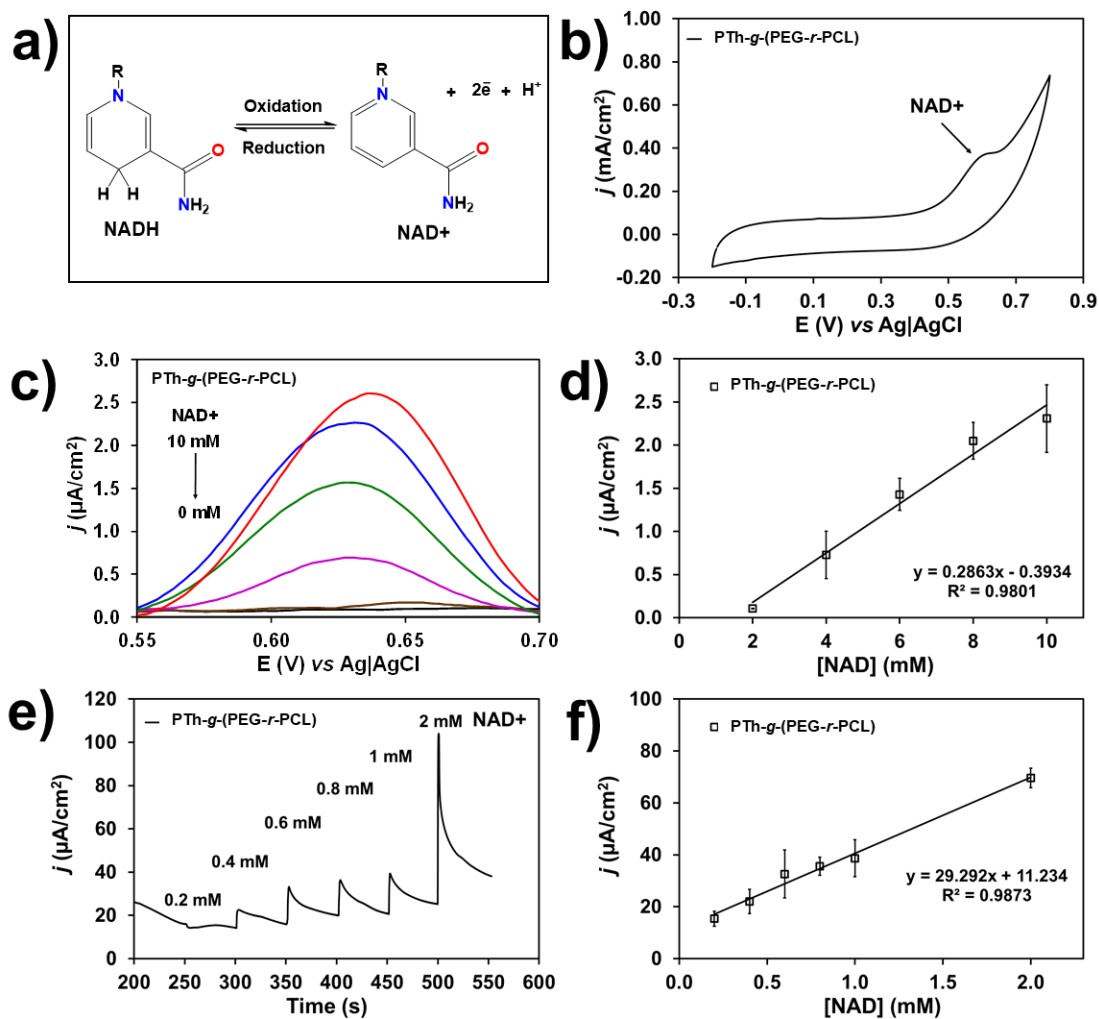 a)
R
N
O
H H
NH₂
NADH
Oxidation
Reduction
R
N
O
NH₂
NAD+
+ 2ē + H⁺
b)
PTh-g-(PEG-r-PCL)
NAD+
j (mA/cm²)
1.00
0.80
0.60
0.40
0.20
0.00
-0.20
-0.3 -0.1 0.1 0.3 0.5 0.7 0.9
E (V) vs Ag|AgCl
c)
PTh-g-(PEG-r-PCL)
NAD+
10 mM
0 mM
j (µA/cm²)
3.0
2.5
2.0
1.5
1.0
0.5
0.0
0.55 0.60 0.65 0.70
E (V) vs Ag|AgCl
d)
PTh-g-(PEG-r-PCL)
j (µA/cm²)
3.0
2.5
2.0
1.5
1.0
0.5
0.0
y = 0.2863x - 0.3934
R² = 0.9801
0 2 4 6 8 10
[NAD] (mM)
e)
PTh-g-(PEG-r-PCL)
2 mM NAD+
1 mM
0.8 mM
0.6 mM
0.4 mM
0.2 mM
j (µA/cm²)
120
100
80
60
40
20
0
200 250 300 350 400 450 500 550 600
Time (s)
f)
PTh-g-(PEG-r-PCL)
j (µA/cm²)
100
80
60
40
20
0
y = 29.292x + 11.234
R² = 0.9873
0.0 0.5 1.0 1.5 2.0
[NAD] (mM)